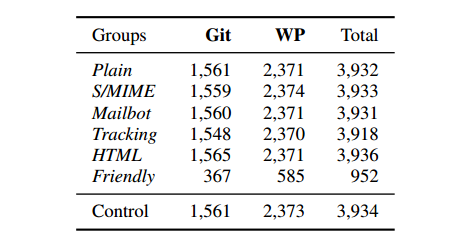 Groups Git WP Total
Plain 1,561 2,371 3,932
S/MIME 1,559 2,374 3,933
Mailbot 1,560 2,371 3,931
Tracking 1,548 2,370 3,918
HTML 1,565 2,371 3,936
Friendly 367 585 952
Control 1,561 2,373 3,934